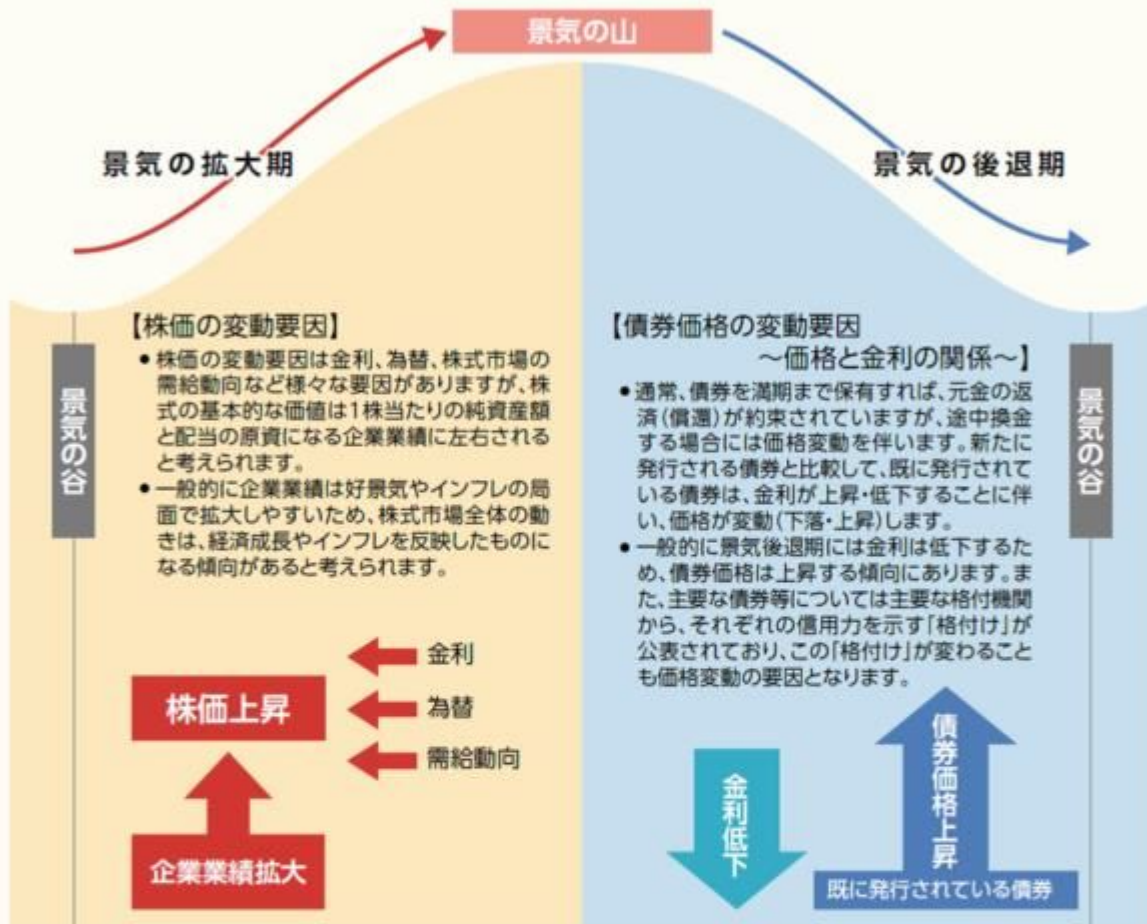 景気の山
景気の拡大期
景気の後退期
景気の谷
【株価の変動要因】
● 株価の変動要因は金利、為替、株式市場の
需給動向など様々な要因がありますが、株
式の基本的な価値は1株当たりの純資産額
と配当の原資になる企業業績に左右される
と考えられます。
● 一般的に企業業績は好景気やインフレの局
面で拡大しやすいため、株式市場全体の動
きは、経済成長やインフレを反映したものに
なる傾向があると考えられます。
金利
株価上昇
為替
需給動向
企業業績拡大
【債券価格の変動要因
～価格と金利の関係～】
● 通常、債券を満期まで保有すれば、元金の返
済(償還)が約束されていますが、途中換金
する場合には価格変動を伴います。新たに
発行される債券と比較して、既に発行されて
いる債券は、金利が上昇・低下することに伴
い、価格が変動(下落・上昇)します。
● 一般的に景気後退期には金利は低下するた
め、債券価格は上昇する傾向にあります。ま
た、主要な債券等については主要な格付機関
から、それぞれの信用力を示す「格付け」が
公表されており、この「格付け」が変わること
も価格変動の要因となります。
景気の谷
金利低下
債券価格上昇
既に発行されている債券